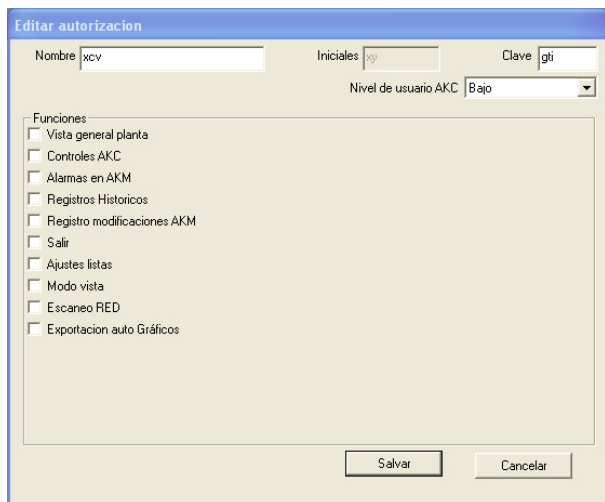 Editar autorizacion
Nombre xcv Iniciales xy Clave gti
Nivel de usuario AKC Bajo
Funciones
Vista general planta
Controles AKC
Alarmas en AKM
Registros Historicos
Registro modificaciones AKM
Salir
Ajustes listas
Modo vista
Escaneo RED
Exportacion auto Gráficos
Salvar Cancelar